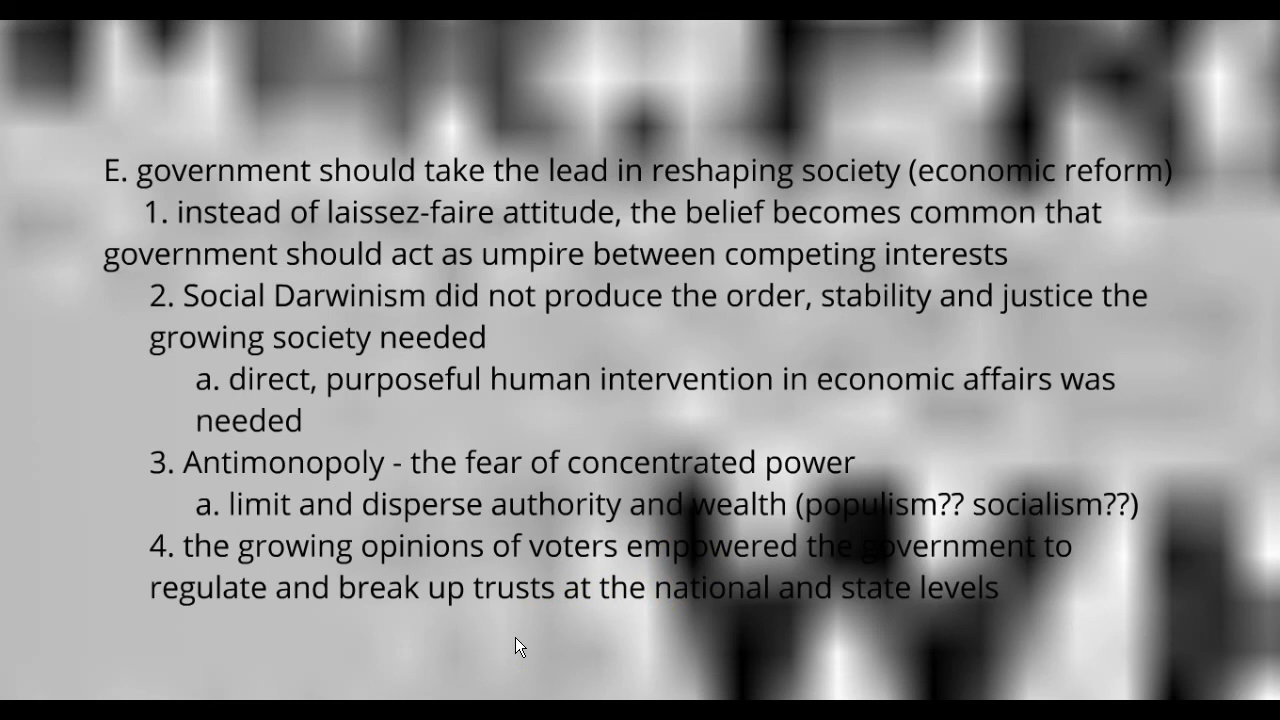 E. government should take the lead in reshaping society (economic reform)
1. instead of laissez-faire attitude, the belief becomes common that
government should act as umpire between competing interests
2. Social Darwinism did not produce the order, stability and justice the
growing society needed
a. direct, purposeful human intervention in economic affairs was
needed
3. Antimonopoly - the fear of concentrated power
a. limit and disperse authority and wealth (populism?? socialism??)
4. the growing opinions of voters empowered the government to
regulate and break up trusts at the national and state levels